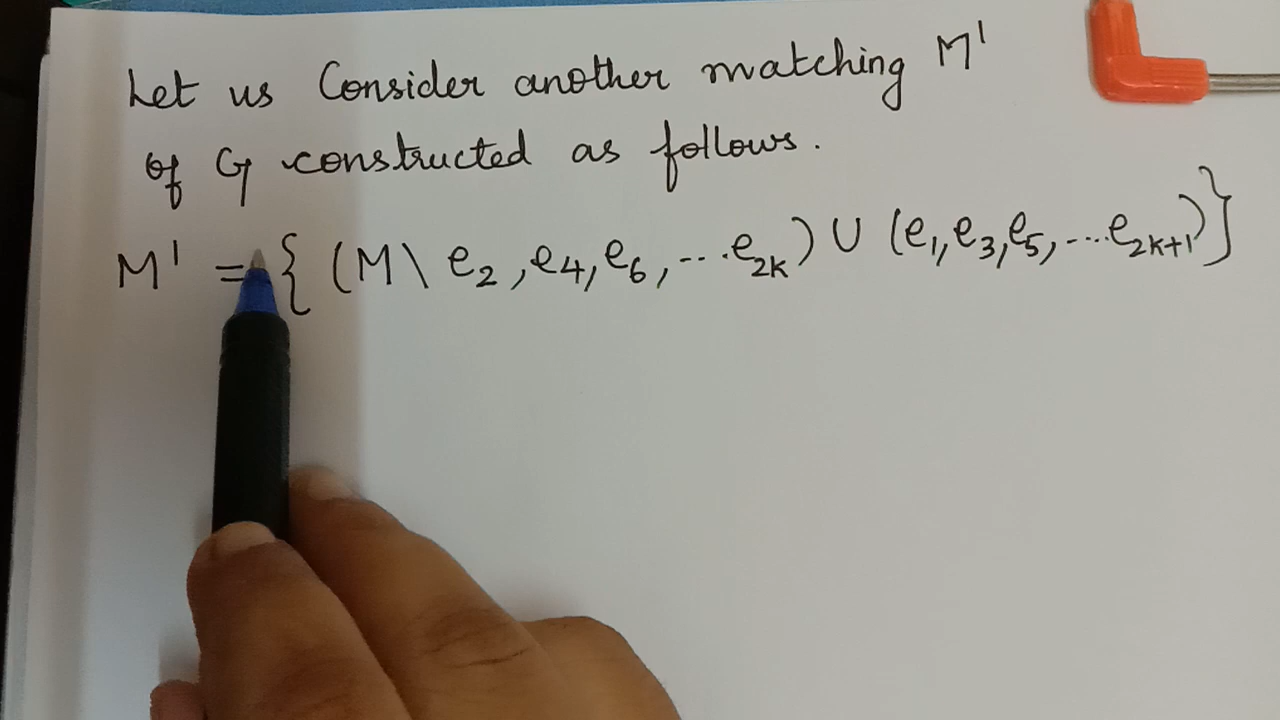 Let us Consider another matching M'
of G constructed as follows.
M' = { (M \ e₂, e₄, e₆, ... e₂ₖ) ∪ (e₁, e₃, e₅, ... e₂ₖ₊₁) }